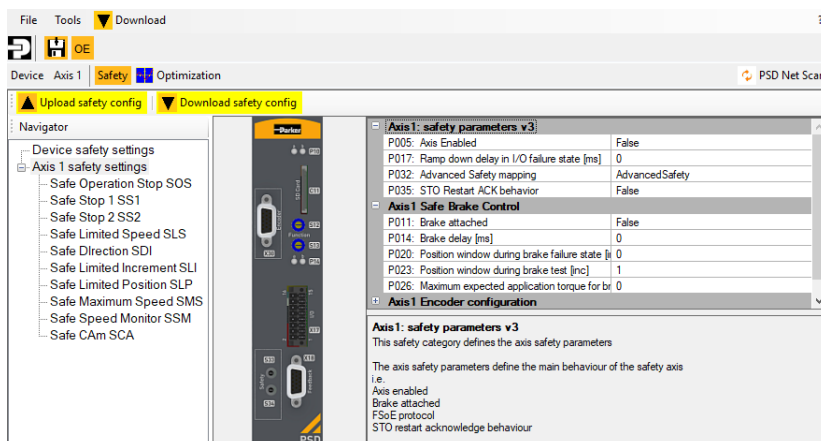 File Tools Download
OE
Device Axis 1 Safety Optimization PSD Net Scan
Upload safety config Download safety config
Navigator
Device safety settings
Axis 1 safety settings
Safe Operation Stop SOS
Safe Stop 1 SS1
Safe Stop 2 SS2
Safe Limited Speed SLS
Safe DIrection SDI
Safe Limited Increment SLI
Safe Limited Position SLP
Safe Maximum Speed SMS
Safe Speed Monitor SSM
Safe CAm SCA
Parker
SD Card
Encoder
Function
I/O
Safety
Feedback
PSD
Axis1: safety parameters v3
P005: Axis Enabled False
P017: Ramp down delay in I/O failure state [ms] 0
P032: Advanced Safety mapping AdvancedSafety
P035: STO Restart ACK behavior False
Axis1 Safe Brake Control
P011: Brake attached False
P014: Brake delay [ms] 0
P020: Position window during brake failure state [i 0
P023: Position window during brake test [inc] 1
P026: Maximum expected application torque for br 0
Axis1 Encoder configuration
Axis1: safety parameters v3
This safety category defines the axis safety parameters
The axis safety parameters define the main behaviour of the safety axis
i.e.
Axis enabled
Brake attached
FSoE protocol
STO restart acknowledge behaviour